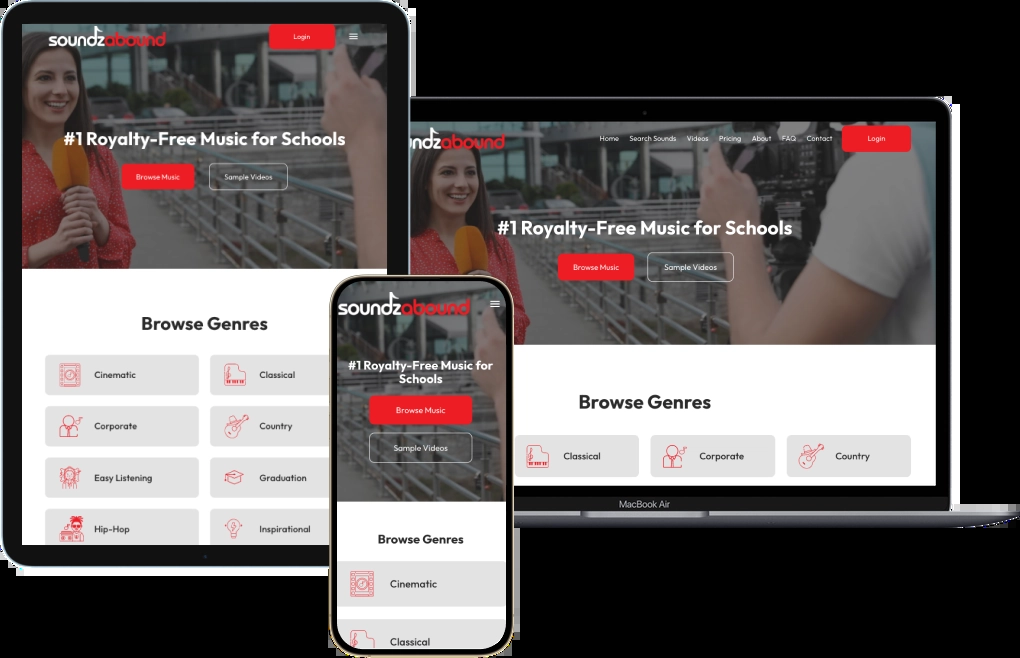 soundzabound
Login
#1 Royalty-Free Music for Schools
Browse Music
Sample Videos
Browse Genres
Cinematic
Classical
Corporate
Country
Easy Listening
Graduation
Hip-Hop
Inspirational
soundzabound
#1 Royalty-Free Music for
Schools
Browse Music
Sample Videos
Browse Genres
Cinematic
Classical
ndzabound
Home Search Sounds Videos Pricing About FAQ Contact Login
#1 Royalty-Free Music for Schools
Browse Music
Sample Videos
Browse Genres
Classical
Corporate
Country
MacBook Air